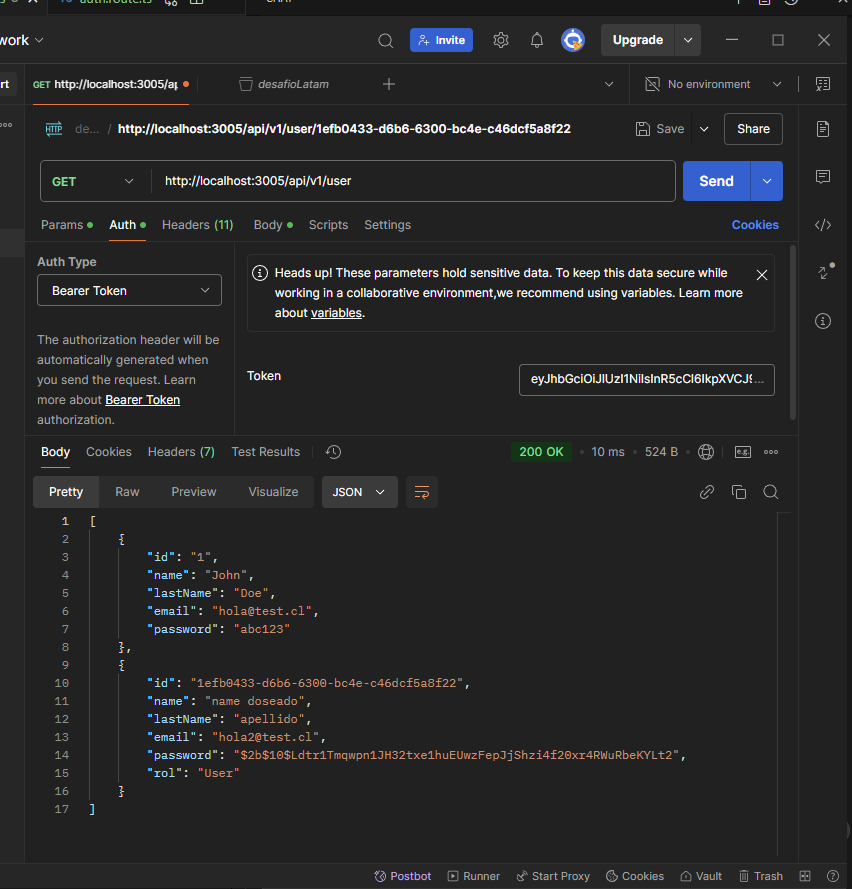 auth.route.ts
CHAT
work
Invite
Upgrade
rt
GET http://localhost:3005/ap
desafioLatam
No environment
HTTP de... / http://localhost:3005/api/v1/user/1efb0433-d6b6-6300-bc4e-c46dcf5a8f22
Save
Share
GET
http://localhost:3005/api/v1/user
Send
Params
Auth
Headers (11)
Body
Scripts
Settings
Cookies
Auth Type
Bearer Token
The authorization header will be
automatically generated when
you send the request. Learn
more about Bearer Token
authorization.
Heads up! These parameters hold sensitive data. To keep this data secure while
working in a collaborative environment,we recommend using variables. Learn more
about variables.
Token
eyJhbGciOiJIUzI1NiIsInR5cCI6IkpXVCJ9...
Body
Cookies
Headers (7)
Test Results
200 OK
10 ms
524 B
e.g.
Pretty
Raw
Preview
Visualize
JSON
1 [
2 {
3 "id": "1",
4 "name": "John",
5 "lastName": "Doe",
6 "email": "hola@test.cl",
7 "password": "abc123"
8 },
9 {
10 "id": "1efb0433-d6b6-6300-bc4e-c46dcf5a8f22",
11 "name": "name doseado",
12 "lastName": "apellido",
13 "email": "hola2@test.cl",
14 "password": "$2b$10$Ldtr1Tmqwpn1JH32txe1huEUwzFepJjShzi4f20xr4RWuRbeKYLt2",
15 "rol": "User"
16 }
17 ]
Postbot
Runner
Start Proxy
Cookies
Vault
Trash